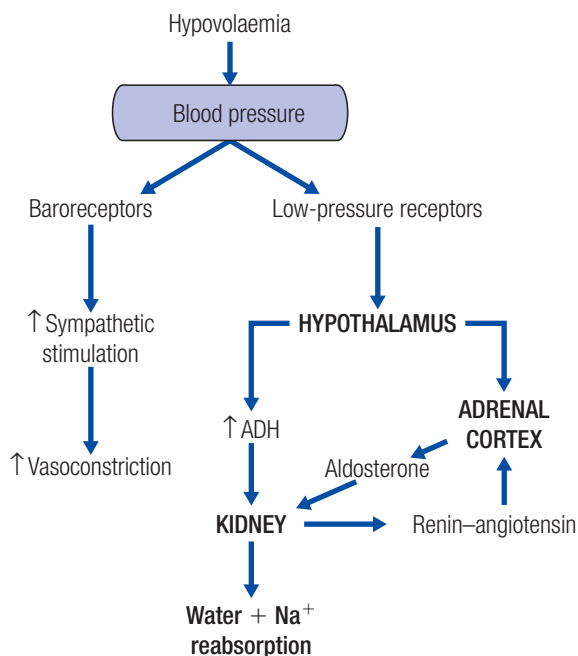 Hypovolaemia
Blood pressure
Baroreceptors
Low-pressure receptors
↑ Sympathetic
stimulation
HYPOTHALAMUS
ADRENAL
CORTEX
↑ ADH
↑ Vasoconstriction
Aldosterone
KIDNEY
Renin–angiotensin
Water + Na⁺
reabsorption